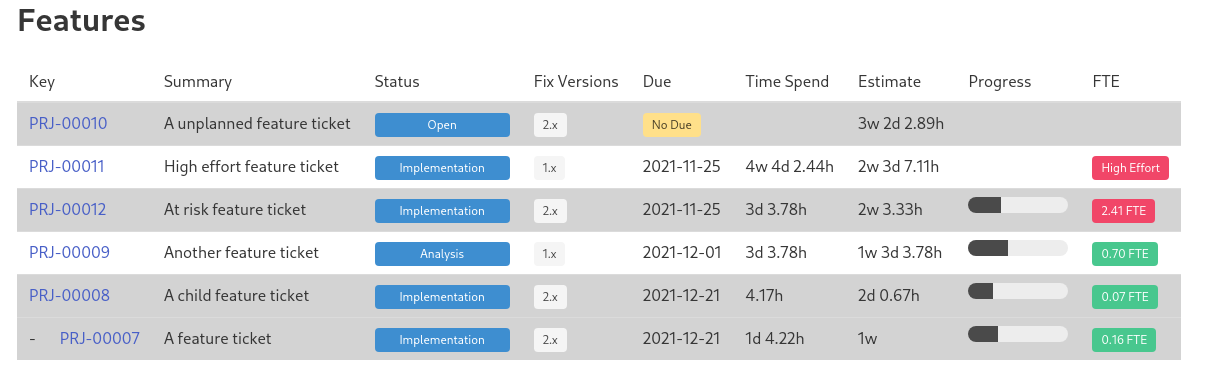 Features
Key Summary Status Fix Versions Due Time Spend Estimate Progress FTE
PRJ-00010 A unplanned feature ticket Open 2.x No Due 3w 2d 2.89h
PRJ-00011 High effort feature ticket Implementation 1.x 2021-11-25 4w 4d 2.44h 2w 3d 7.11h High Effort
PRJ-00012 At risk feature ticket Implementation 2.x 2021-11-25 3d 3.78h 2w 3.33h 2.41 FTE
PRJ-00009 Another feature ticket Analysis 1.x 2021-12-01 3d 3.78h 1w 3d 3.78h 0.70 FTE
PRJ-00008 A child feature ticket Implementation 2.x 2021-12-21 4.17h 2d 0.67h 0.07 FTE
- PRJ-00007 A feature ticket Implementation 2.x 2021-12-21 1d 4.22h 1w 0.16 FTE